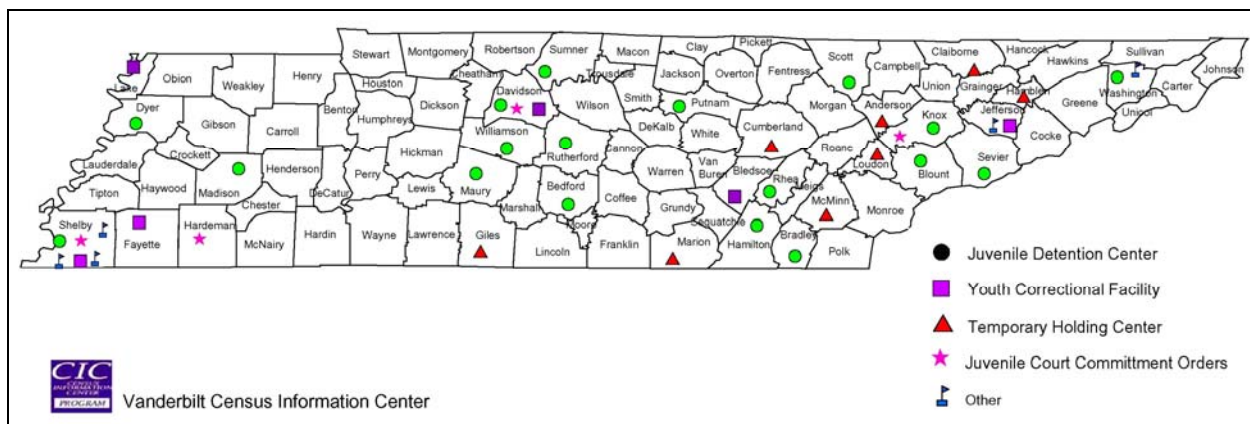 Stewart Montgomery Robertson Sumner Macon Clay Pickett Scott Campbell Claiborne Hancock Hawkins Sullivan Johnson
Lake Obion Weakley Henry Houston Cheatham Trousdale Jackson Overton Fentress Union Grainger Hamblen Washington Carter
Dyer Gibson Carroll Benton Humphreys Dickson Davidson Wilson Smith Putnam Morgan Anderson Knox Jefferson Greene Unicoi
Lauderdale Crockett Madison Henderson Perry Hickman Williamson Rutherford Cannon DeKalb White Cumberland Roane Loudon Blount Sevier Cocke
Tipton Haywood Chester DeCatur Lewis Maury Bedford Coffee Warren Van Buren Bledsoe Rhea Meigs McMinn Monroe
Shelby Fayette Hardeman McNairy Hardin Wayne Lawrence Giles Marshall Moore Lincoln Franklin Grundy Marion Sequatchie Hamilton Bradley Polk
Juvenile Detention Center
Youth Correctional Facility
Temporary Holding Center
Juvenile Court Committment Orders
Other
CIC
CENSUS
INFORMATION
CENTER
PROGRAM
Vanderbilt Census Information Center